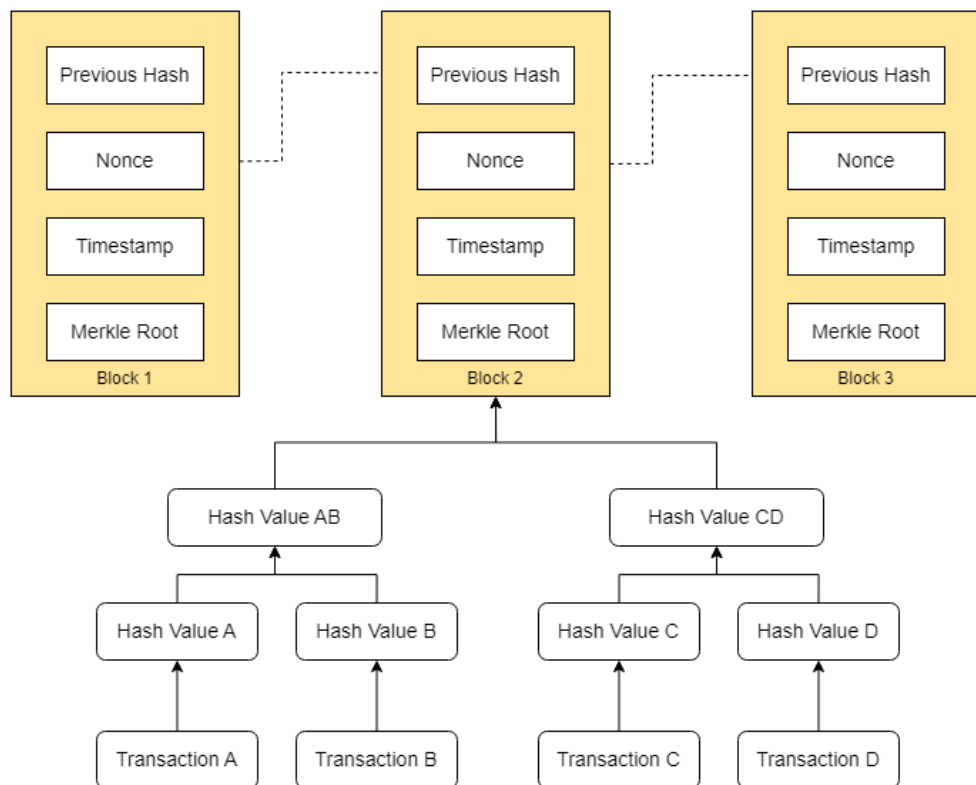 Previous Hash
Nonce
Timestamp
Merkle Root
Block 1
Previous Hash
Nonce
Timestamp
Merkle Root
Block 2
Previous Hash
Nonce
Timestamp
Merkle Root
Block 3
Hash Value AB
Hash Value CD
Hash Value A
Hash Value B
Hash Value C
Hash Value D
Transaction A
Transaction B
Transaction C
Transaction D